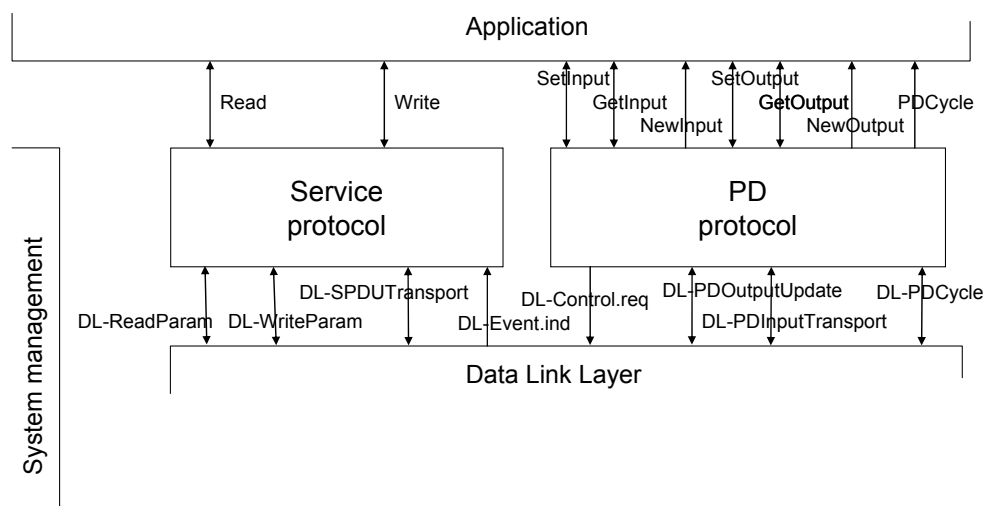 Application
SetInput
SetOutput
Read
Write
GetInput
GetOutput
PDCycle
NewInput
NewOutput
Service
protocol
PD
protocol
System management
DL-SPDUTransport
DL-Control.req
DL-PDOutputUpdate
DL-PDCycle
DL-ReadParam
DL-WriteParam
DL-Event.ind
DL-PDInputTransport
Data Link Layer